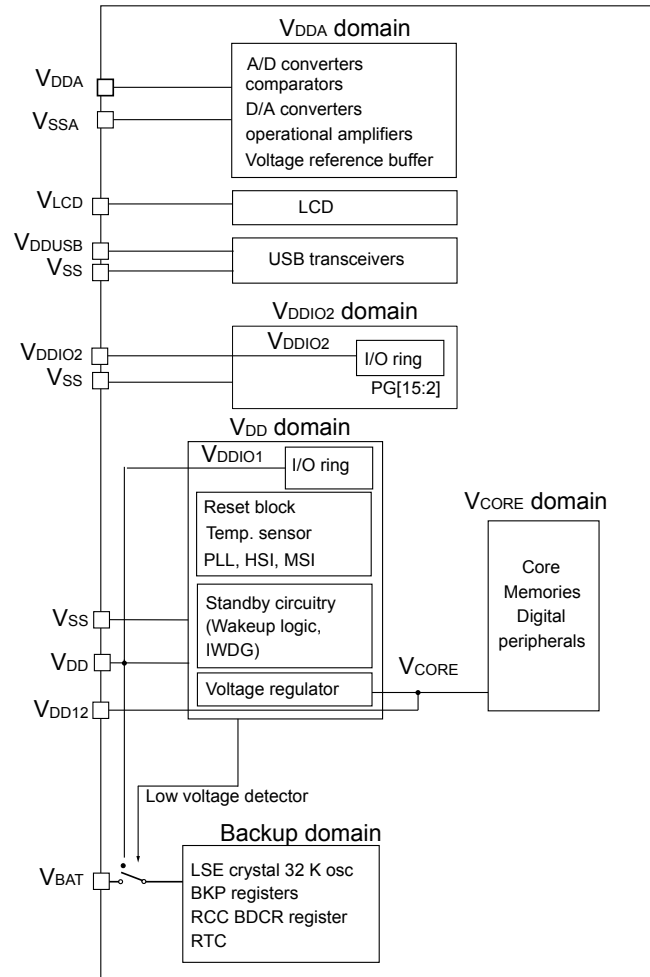 VDDA domain
VDDA
VSSA
A/D converters
comparators
D/A converters
operational amplifiers
Voltage reference buffer
VLCD
LCD
VDDUSB
VSS
USB transceivers
VDDIO2 domain
VDDIO2
VDDIO2
I/O ring
VSS
PG[15:2]
VDD domain
VDDIO1
I/O ring
Reset block
Temp. sensor
PLL, HSI, MSI
VSS
Standby circuitry
(Wakeup logic,
IWDG)
VDD
Voltage regulator
VDD12
VCORE
VCORE domain
Core
Memories
Digital
peripherals
Low voltage detector
Backup domain
VBAT
LSE crystal 32 K osc
BKP registers
RCC BDCR register
RTC